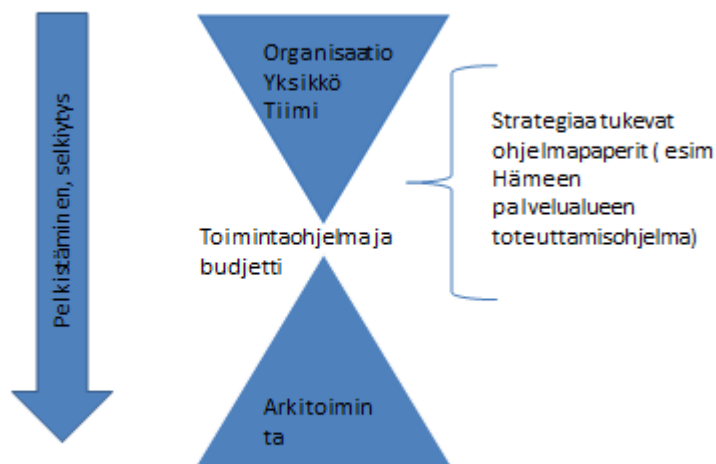 Pelkistäminen, selkiytys
Organisaatio
Yksikkö
Tiimi
Toimintaohjelma ja
budjetti
Arkitoimin
ta
Strategiaa tukevat
ohjelmapaperit ( esim
Hämeen
palvelualueen
toteuttamisohjelma)